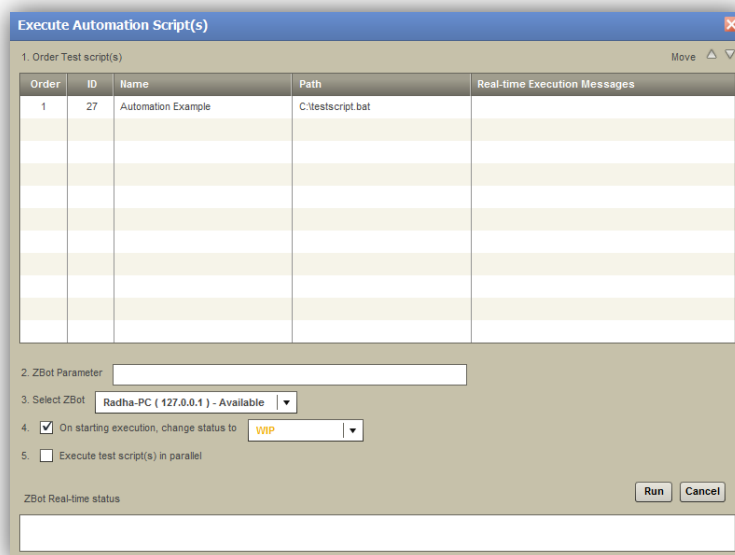 Execute Automation Script(s)
1. Order Test script(s) Move
Order ID Name Path Real-time Execution Messages
1 27 Automation Example C:\testscript.bat
2. ZBot Parameter
3. Select ZBot Radha-PC ( 127.0.0.1 ) - Available
4. On starting execution, change status to WIP
5. Execute test script(s) in parallel
Run Cancel
ZBot Real-time status